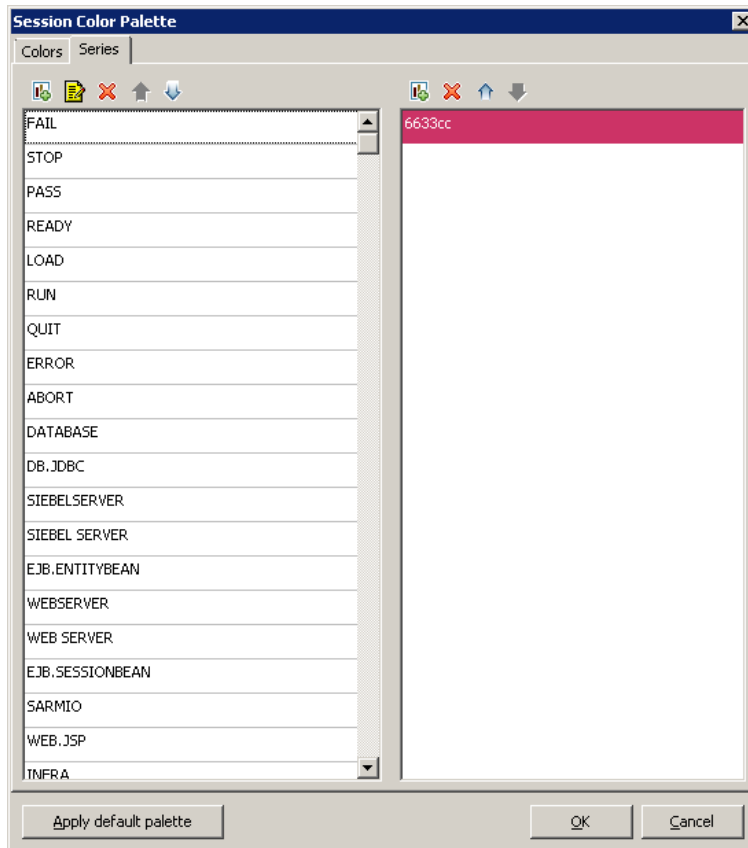 Session Color Palette
Colors Series
FAIL
6633cc
STOP
PASS
READY
LOAD
RUN
QUIT
ERROR
ABORT
DATABASE
DB.JDBC
SIEBELSERVER
SIEBEL SERVER
EJB.ENTITYBEAN
WEBSERVER
WEB SERVER
EJB.SESSIONBEAN
SARMIO
WEB.JSP
INFRA
Apply default palette
OK
Cancel